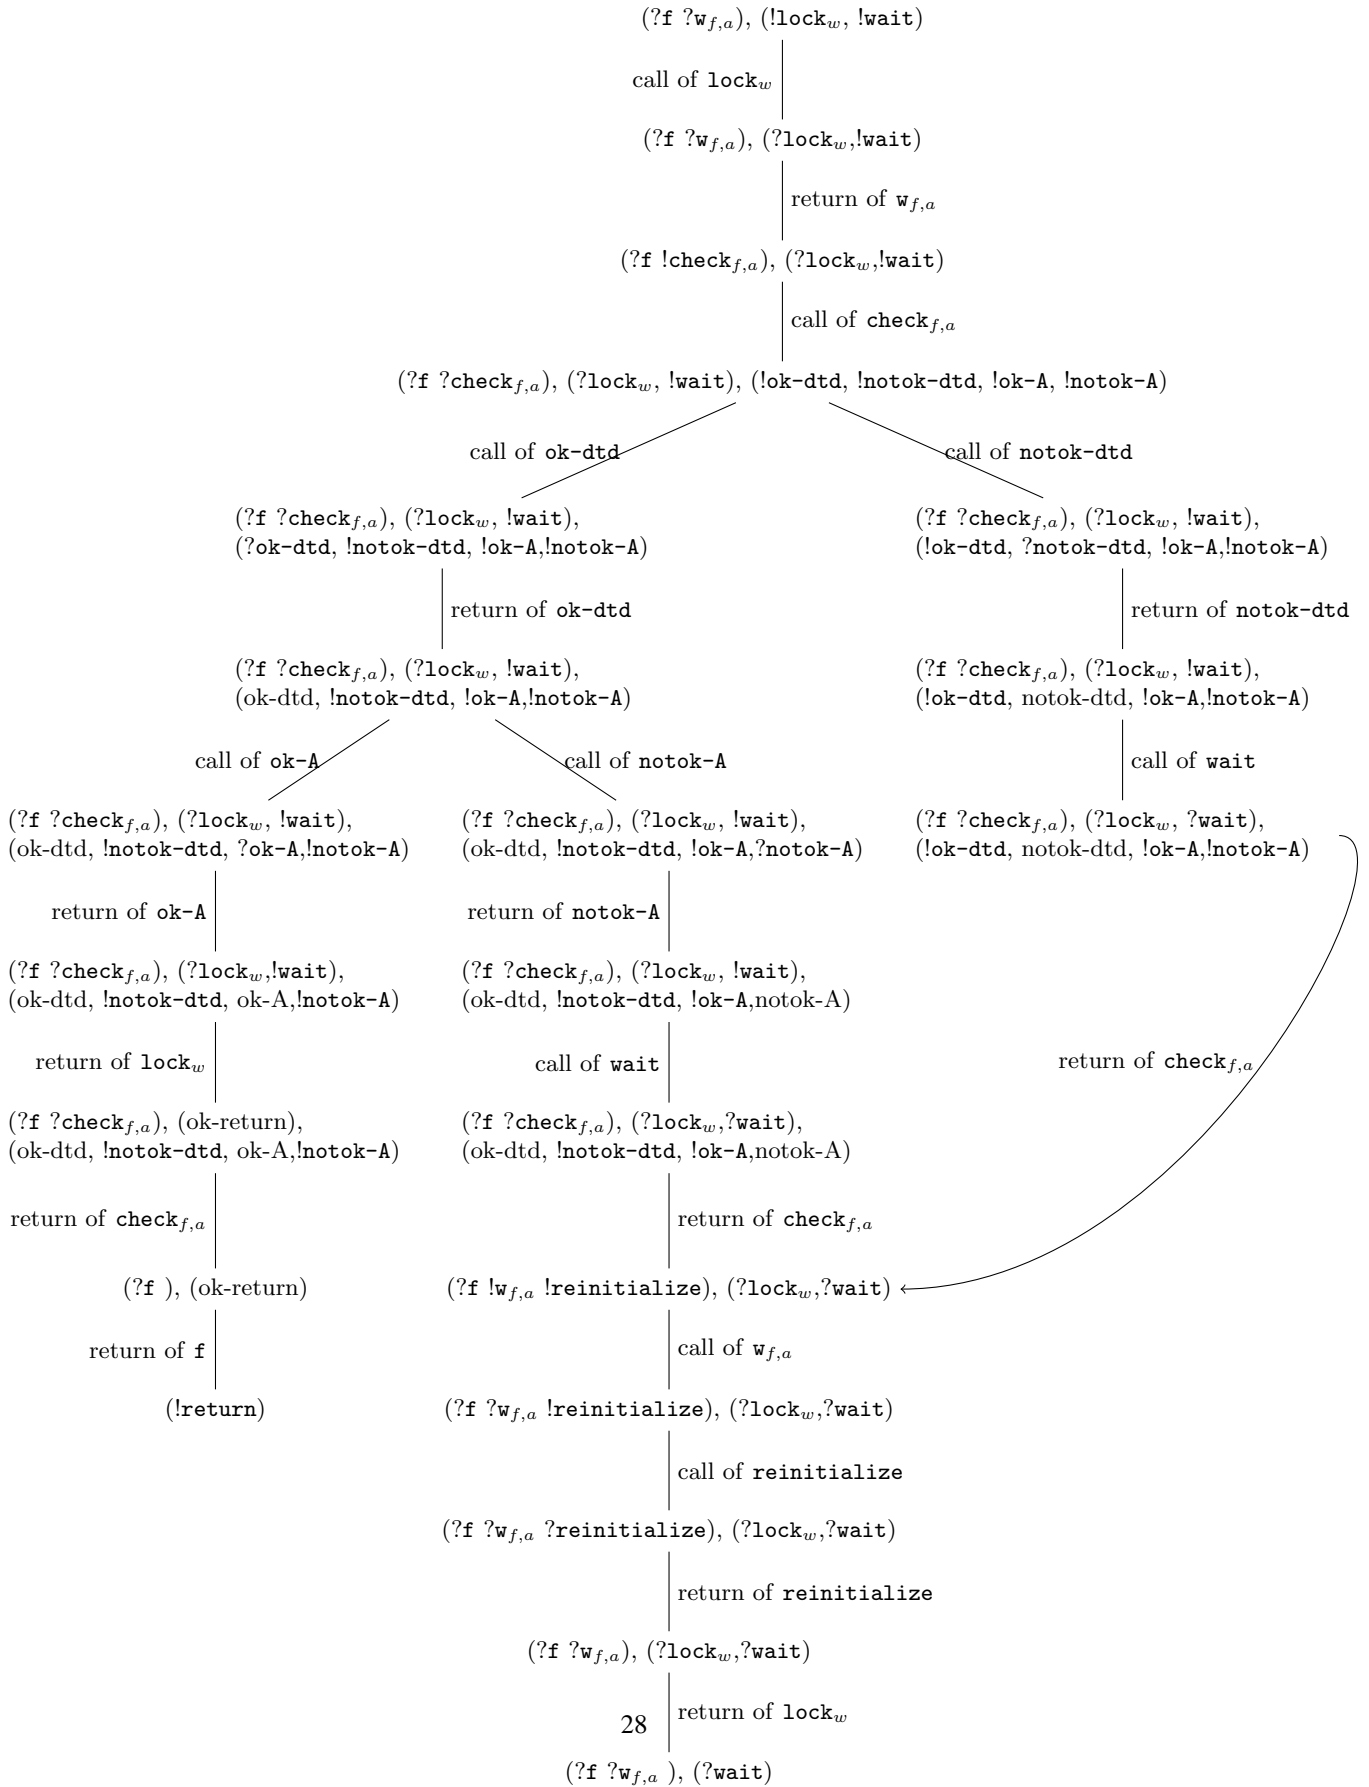 (?f ?w_{f,a}), (!lock_w, !wait)
call of lock_w
(?f ?w_{f,a}), (?lock_w,!wait)
return of w_{f,a}
(?f !check_{f,a}), (?lock_w,!wait)
call of check_{f,a}
(?f ?check_{f,a}), (?lock_w, !wait), (!ok-dtd, !notok-dtd, !ok-A, !notok-A)
call of ok-dtd
call of notok-dtd
(?f ?check_{f,a}), (?lock_w, !wait),
(?ok-dtd, !notok-dtd, !ok-A,!notok-A)
(?f ?check_{f,a}), (?lock_w, !wait),
(!ok-dtd, ?notok-dtd, !ok-A,!notok-A)
return of ok-dtd
return of notok-dtd
(?f ?check_{f,a}), (?lock_w, !wait),
(ok-dtd, !notok-dtd, !ok-A,!notok-A)
(?f ?check_{f,a}), (?lock_w, !wait),
(!ok-dtd, notok-dtd, !ok-A,!notok-A)
call of ok-A
call of notok-A
call of wait
(?f ?check_{f,a}), (?lock_w, !wait),
(ok-dtd, !notok-dtd, ?ok-A,!notok-A)
(?f ?check_{f,a}), (?lock_w, !wait),
(ok-dtd, !notok-dtd, !ok-A,?notok-A)
(?f ?check_{f,a}), (?lock_w, ?wait),
(!ok-dtd, notok-dtd, !ok-A,!notok-A)
return of ok-A
return of notok-A
(?f ?check_{f,a}), (?lock_w,!wait),
(ok-dtd, !notok-dtd, ok-A,!notok-A)
(?f ?check_{f,a}), (?lock_w, !wait),
(ok-dtd, !notok-dtd, !ok-A,notok-A)
return of lock_w
call of wait
return of check_{f,a}
(?f ?check_{f,a}), (ok-return),
(ok-dtd, !notok-dtd, ok-A,!notok-A)
(?f ?check_{f,a}), (?lock_w,?wait),
(ok-dtd, !notok-dtd, !ok-A,notok-A)
return of check_{f,a}
return of check_{f,a}
(?f ), (ok-return)
(?f !w_{f,a} !reinitialize), (?lock_w,?wait)
return of f
call of w_{f,a}
(!return)
(?f ?w_{f,a} !reinitialize), (?lock_w,?wait)
call of reinitialize
(?f ?w_{f,a} ?reinitialize), (?lock_w,?wait)
return of reinitialize
(?f ?w_{f,a}), (?lock_w,?wait)
return of lock_w
28
(?f ?w_{f,a} ), (?wait)